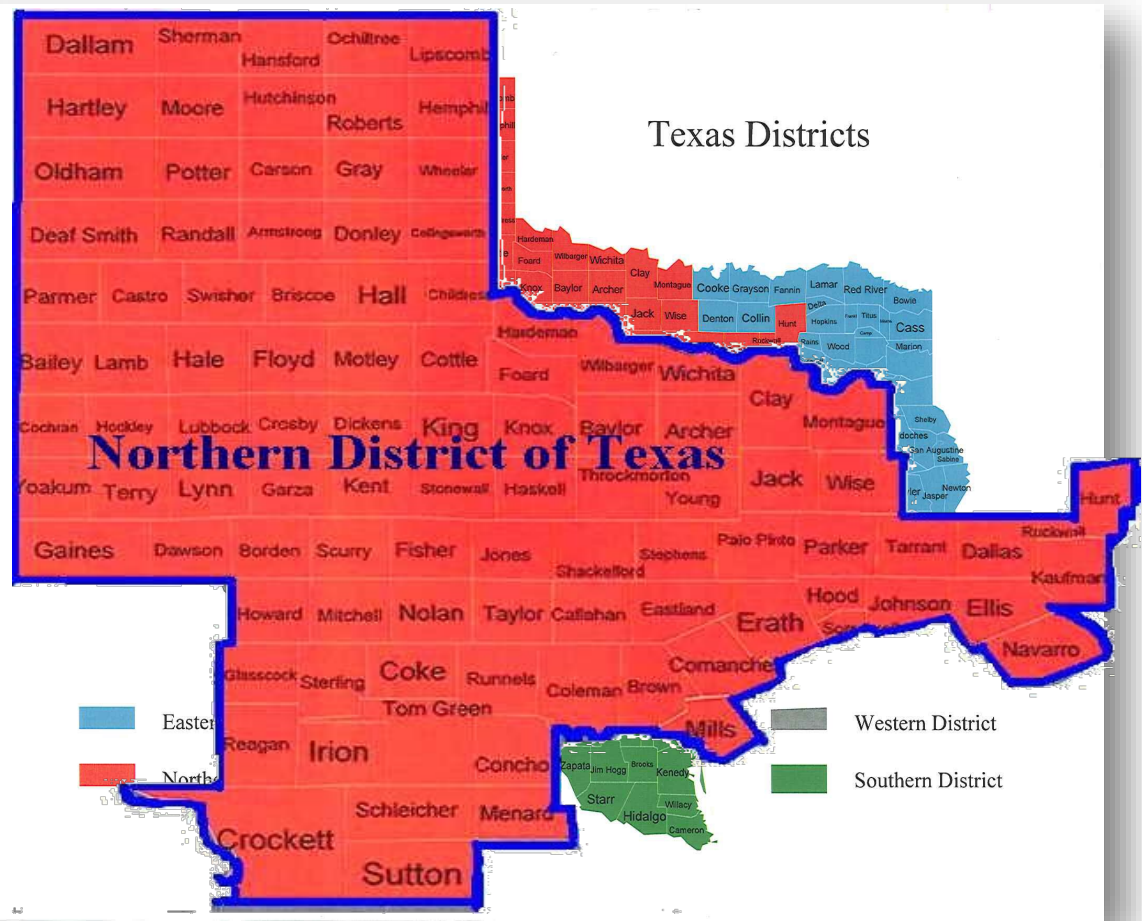 Dallam Sherman Hansford Ochiltree Lipscomb
Texas Districts
Hartley Moore Hutchinson Roberts Hemphil
Oldham Potter Carson Gray Wheeler
Deaf Smith Randall Armstrong Donley Collingsworth
Parmer Castro Swisher Briscoe Hall Childress
Hardeman
Foard Wilbarger Wichita Clay Montague
Knox Baylor Archer Jack Wise
Cooke Grayson Fannin Lamar Red River Bowie
Denton Collin Hunt Delta Hopkins Titus Cass
Rockwall Rains Wood Camp Marion
Shelby
doches
San Augustine
Sabine
ler Jasper Newton
Bailey Lamb Hale Floyd Motley Cottle Hardeman Foard Wilbarger Wichita Clay Montague
Cochran Hockley Lubbock Crosby Dickens King Knox Baylor Archer
Northern District of Texas
Yoakum Terry Lynn Garza Kent Stonewall Haskell Throckmorton Young Jack Wise Hunt
Gaines Dawson Borden Scurry Fisher Jones Shackelford Stephens Palo Pinto Parker Tarrant Dallas Rockwall Kaufman
Howard Mitchell Nolan Taylor Callahan Eastland Erath Hood Johnson Ellis Navarro
Glasscock Sterling Coke Runnels Coleman Brown Comanche
Tom Green
Mills
Reagan Irion Concho
Crockett Schleicher Menard
Sutton
Easter
Northe
Western District
Southern District
Zapata Jim Hogg Brooks Kenedy
Starr Hidalgo Willacy
Cameron